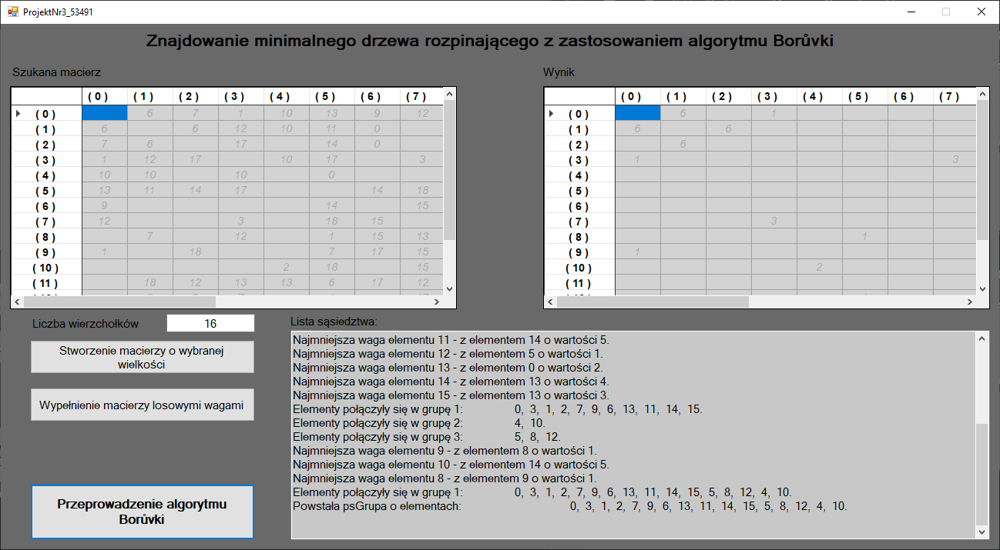 ProjektNr3_53491
Znajdowanie minimalnego drzewa rozpinającego z zastosowaniem algorytmu Borůvki
Szukana macierz
( 0 ) ( 1 ) ( 2 ) ( 3 ) ( 4 ) ( 5 ) ( 6 ) ( 7 )
( 0 ) 6 7 1 10 13 9 12
( 1 ) 6 6 12 10 11 0
( 2 ) 7 6 17 14 0
( 3 ) 1 12 17 10 17 3
( 4 ) 10 10 10 0
( 5 ) 13 11 14 17 14 18
( 6 ) 9 14 15
( 7 ) 12 3 18 15
( 8 ) 7 12 1 15 13
( 9 ) 1 18 7 17 15
( 10 ) 2 18 15
( 11 ) 18 12 13 13 6 17 12
Wynik
( 0 ) ( 1 ) ( 2 ) ( 3 ) ( 4 ) ( 5 ) ( 6 ) ( 7 )
( 0 ) 6 1
( 1 ) 6 6
( 2 ) 6
( 3 ) 1 3
( 4 )
( 5 )
( 6 )
( 7 ) 3
( 8 ) 1
( 9 ) 1
( 10 ) 2
( 11 )
Liczba wierzchołków 16
Stworzenie macierzy o wybranej
wielkości
Wypełnienie macierzy losowymi wagami
Przeprowadzenie algorytmu
Borůvki
Lista sąsiedztwa:
Najmniejsza waga elementu 11 - z elementem 14 o wartości 5.
Najmniejsza waga elementu 12 - z elementem 5 o wartości 1.
Najmniejsza waga elementu 13 - z elementem 0 o wartości 2.
Najmniejsza waga elementu 14 - z elementem 13 o wartości 4.
Najmniejsza waga elementu 15 - z elementem 13 o wartości 3.
Elementy połączyły się w grupę 1: 0, 3, 1, 2, 7, 9, 6, 13, 11, 14, 15.
Elementy połączyły się w grupę 2: 4, 10.
Elementy połączyły się w grupę 3: 5, 8, 12.
Najmniejsza waga elementu 9 - z elementem 8 o wartości 1.
Najmniejsza waga elementu 10 - z elementem 14 o wartości 5.
Najmniejsza waga elementu 8 - z elementem 9 o wartości 1.
Elementy połączyły się w grupę 1: 0, 3, 1, 2, 7, 9, 6, 13, 11, 14, 15, 5, 8, 12, 4, 10.
Powstała psGrupa o elementach: 0, 3, 1, 2, 7, 9, 6, 13, 11, 14, 15, 5, 8, 12, 4, 10.